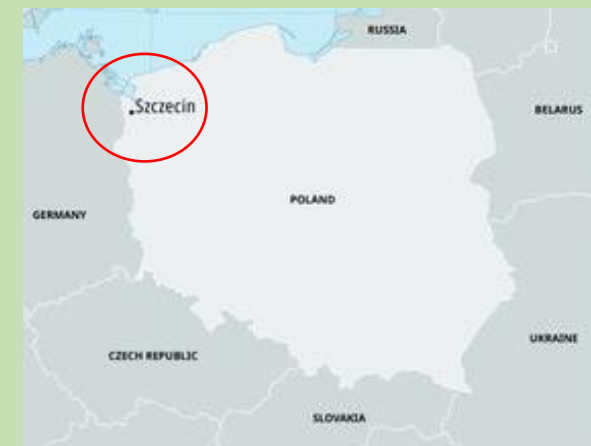 RUSSIA
Szczecin
BELARUS
POLAND
GERMANY
UKRAINE
CZECH REPUBLIC
SLOVAKIA